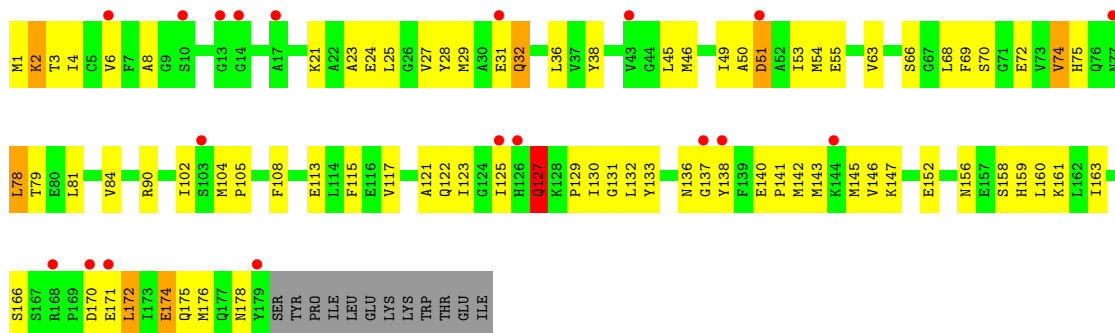 M1 K2 T3 I4 C5 V6 F7 A8 G9 S10 G13 G14 A17 K21 A22 A23 E24 L25 G26 V27 Y28 M29 A30 E31 Q32 L36 V37 Y38 V43 G44 L45 M46 I49 A50 D51 A52 I53 M54 E55 V63 S66 G67 L68 F69 S70 G71 E72 V73 V74 H75 Q76 N77
L78 T79 E80 L81 V84 R90 I102 S103 M104 P105 F108 E113 L114 F115 E116 V117 A121 Q122 I123 G124 I125 H126 Q127 K128 P129 I130 G131 L132 Y133 N136 G137 Y138 F139 E140 P141 M142 M143 K144 M145 V146 K147 E152 N156 E157 S158 H159 L160 K161 L162 I163
S166 S167 R168 P169 D170 E171 L172 I173 E174 Q175 M176 Q177 N178 Y179 SER TYR PRO ILE LEU GLU LYS LYS TRP THR GLU ILE